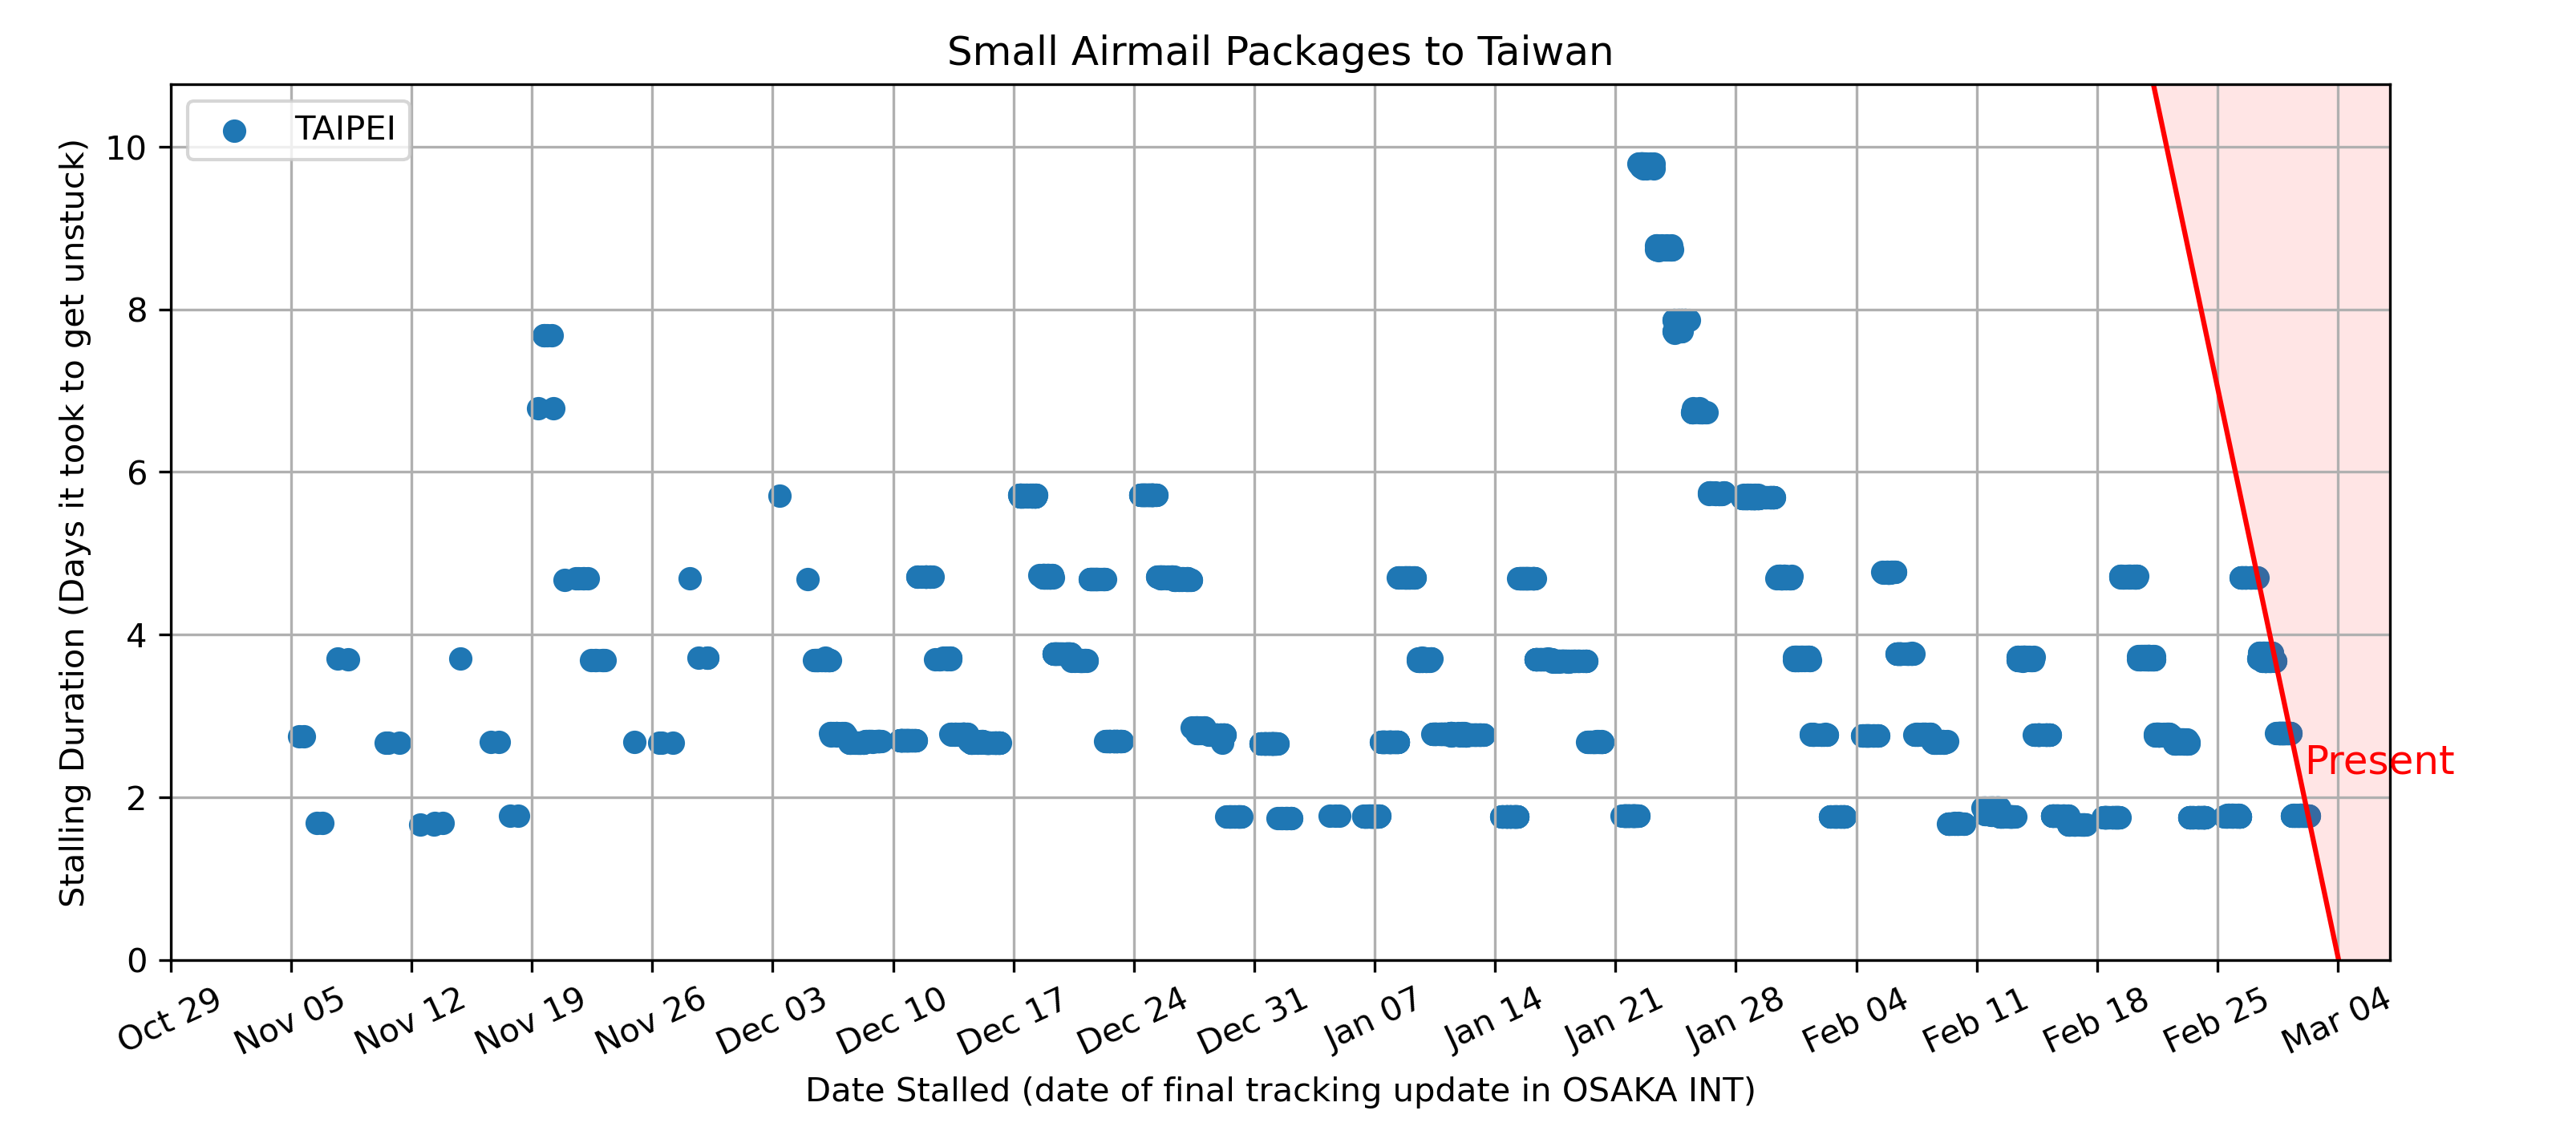 Small Airmail Packages to Taiwan
TAIPEI
Stalling Duration (Days it took to get unstuck)
10
8
6
4
2
0
Present
Oct 29
Nov 05
Nov 12
Nov 19
Nov 26
Dec 03
Dec 10
Dec 17
Dec 24
Dec 31
Jan 07
Jan 14
Jan 21
Jan 28
Feb 04
Feb 11
Feb 18
Feb 25
Mar 04
Date Stalled (date of final tracking update in OSAKA INT)